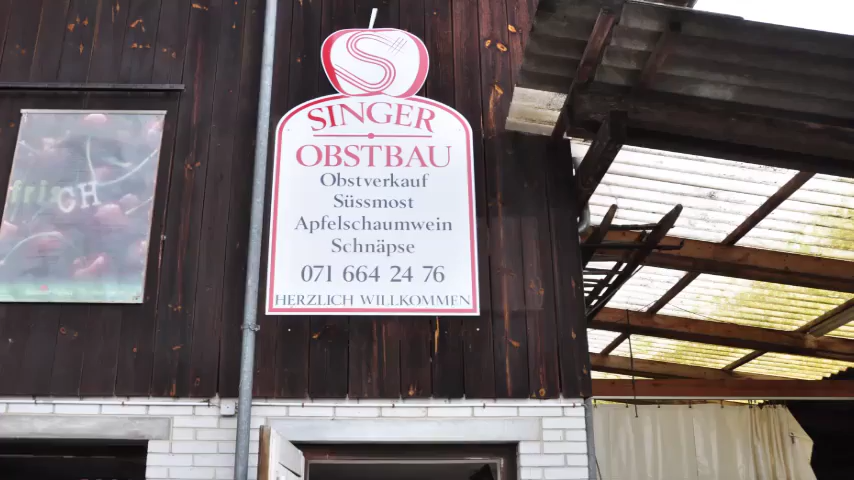 frisCH
S
SINGER
OBSTBAU
Obstverkauf
Süssmost
Apfelschaumwein
Schnäpse
071 664 24 76
HERZLICH WILLKOMMEN